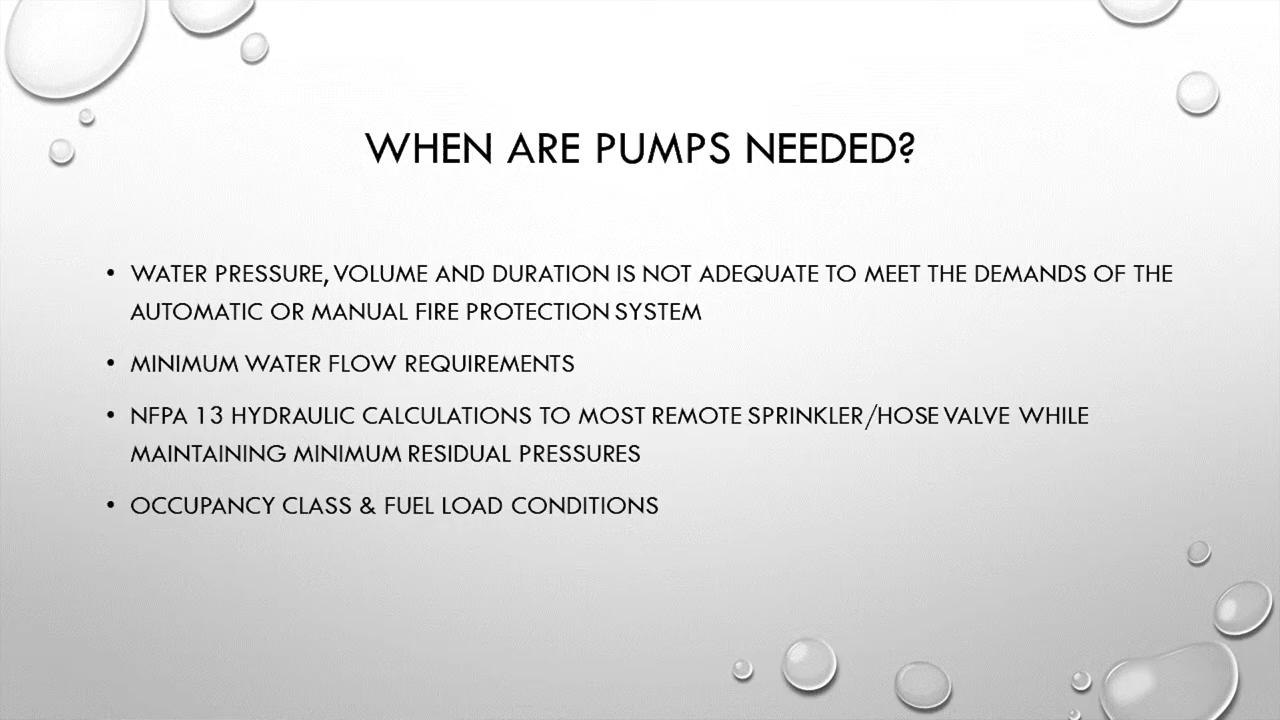 WHEN ARE PUMPS NEEDED?
• WATER PRESSURE, VOLUME AND DURATION IS NOT ADEQUATE TO MEET THE DEMANDS OF THE
AUTOMATIC OR MANUAL FIRE PROTECTION SYSTEM
• MINIMUM WATER FLOW REQUIREMENTS
• NFPA 13 HYDRAULIC CALCULATIONS TO MOST REMOTE SPRINKLER/HOSE VALVE WHILE
MAINTAINING MINIMUM RESIDUAL PRESSURES
• OCCUPANCY CLASS & FUEL LOAD CONDITIONS